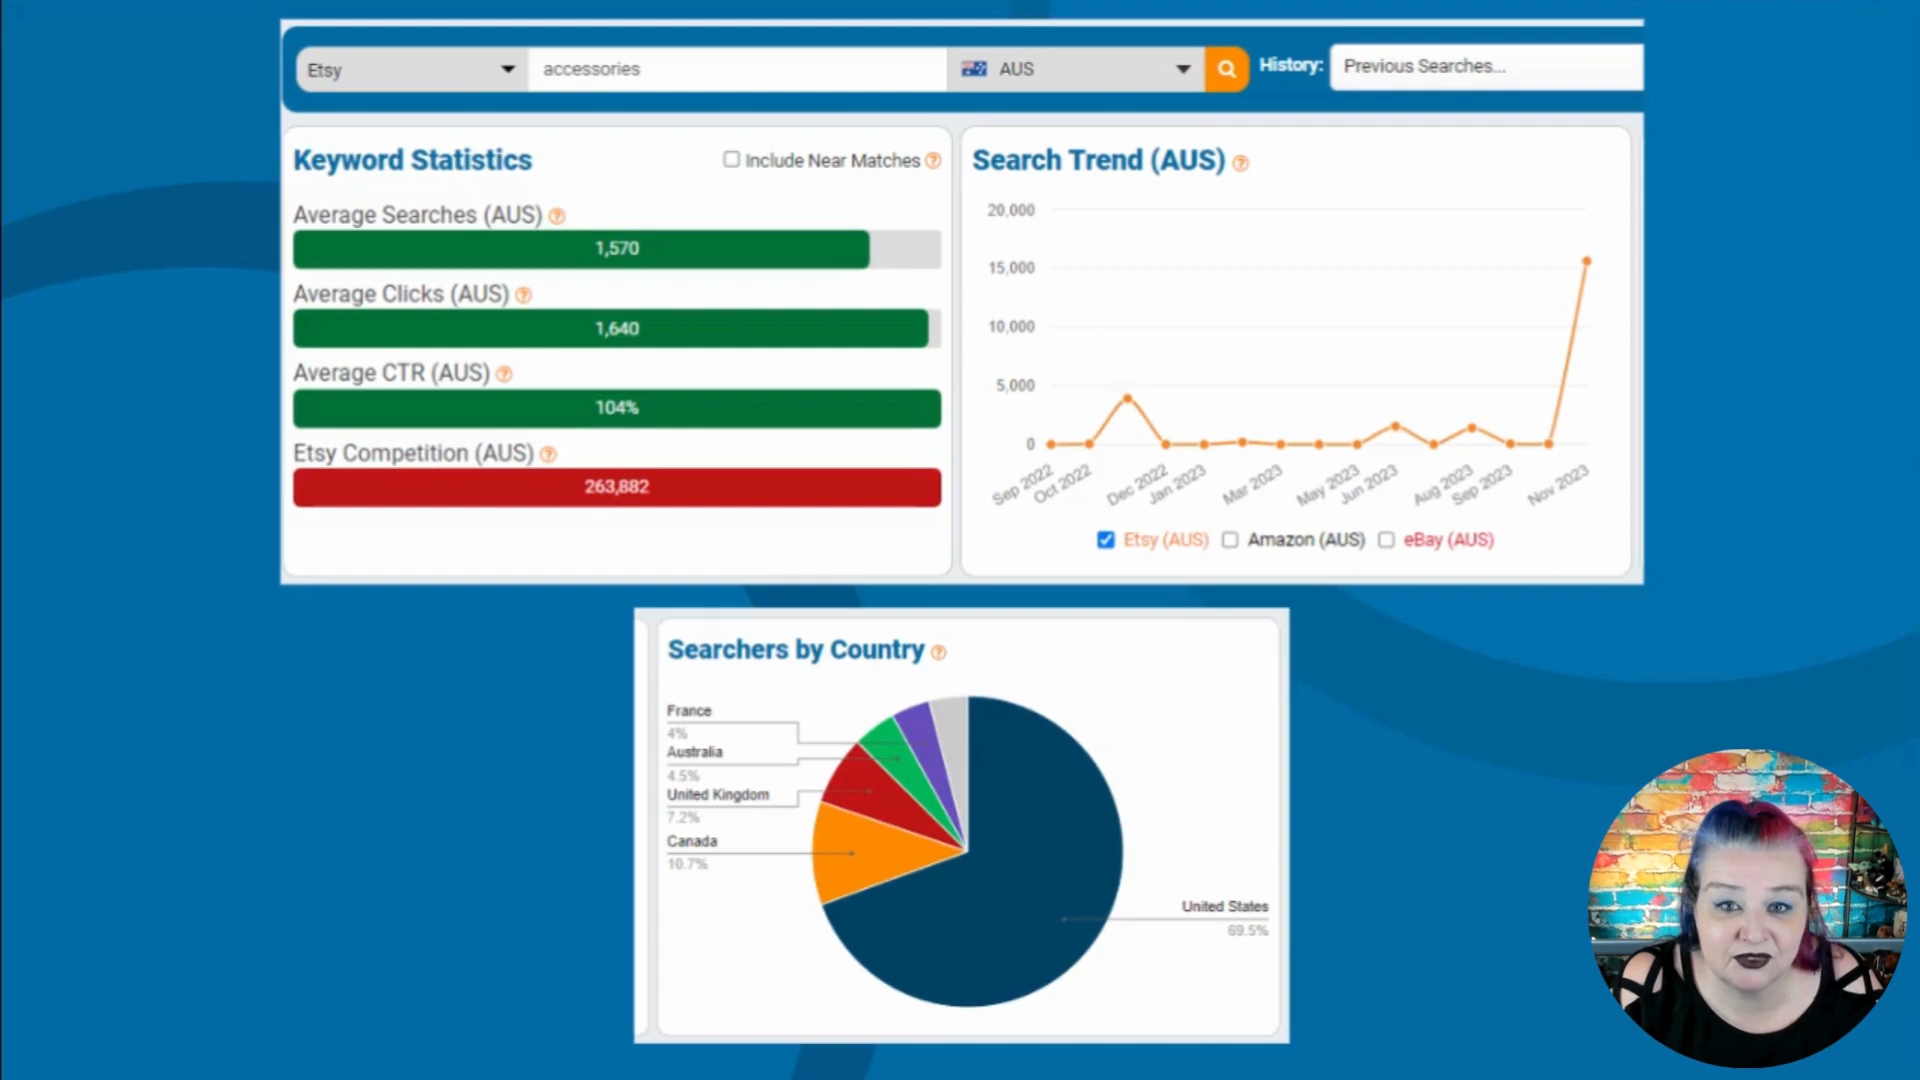 Etsy
accessories
AUS
History:
Previous Searches...
Keyword Statistics
Include Near Matches ?
Average Searches (AUS) ?
1,570
Average Clicks (AUS) ?
1,640
Average CTR (AUS) ?
104%
Etsy Competition (AUS) ?
263,882
Search Trend (AUS) ?
20,000
15,000
10,000
5,000
0
Sep 2022
Oct 2022
Dec 2022
Jan 2023
Mar 2023
May 2023
Jun 2023
Aug 2023
Sep 2023
Nov 2023
Etsy (AUS)
Amazon (AUS)
eBay (AUS)
Searchers by Country ?
France
4%
Australia
4.5%
United Kingdom
7.2%
Canada
10.7%
United States
69.5%